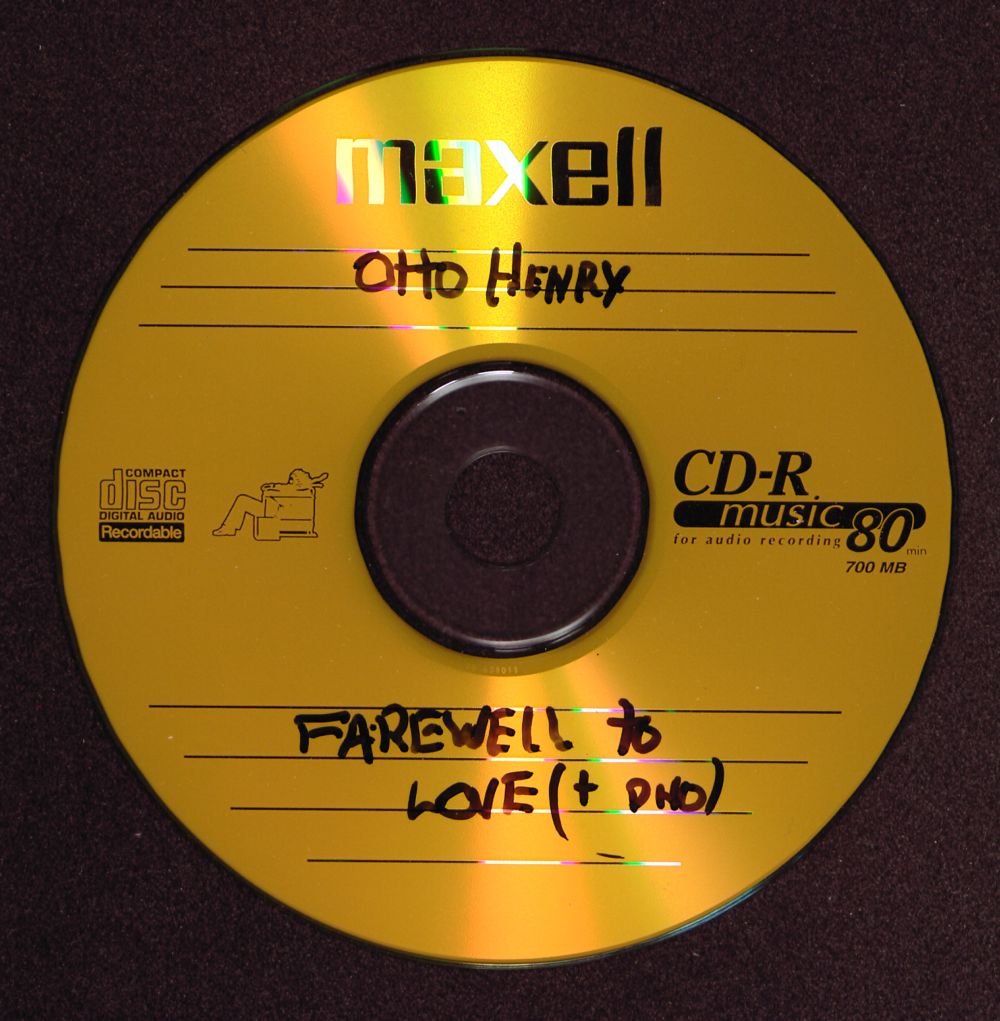 maxell
OTTO HENRY
COMPACT
disc
DIGITAL AUDIO
Recordable
CD-R
music 80 min
for audio recording
700 MB
FAREWELL to
LOVE (+ DHO)